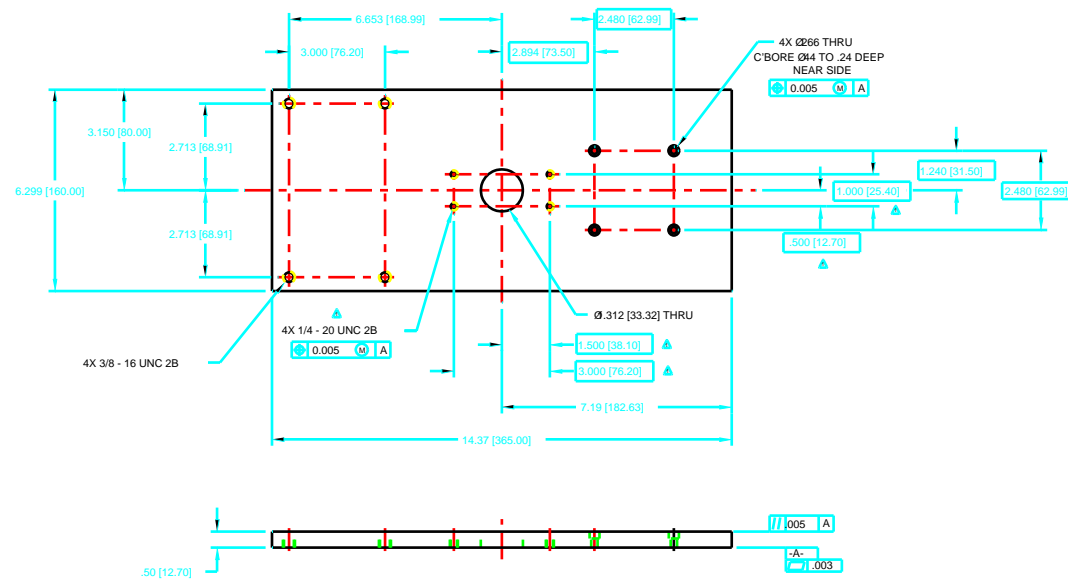 6.653 [168.99]
2.480 [62.99]
3.000 [76.20]
2.894 [73.50]
4X Ø.266 THRU
C'BORE Ø.44 TO .24 DEEP
NEAR SIDE
0.005 M A
3.150 [80.00]
2.713 [68.91]
1.240 [31.50]
6.299 [160.00]
1.000 [25.40]
2.480 [62.99]
2.713 [68.91]
.500 [12.70]
Ø.312 [33.32] THRU
4X 1/4 - 20 UNC 2B
0.005 M A
1.500 [38.10]
4X 3/8 - 16 UNC 2B
3.000 [76.20]
7.19 [182.63]
14.37 [365.00]
.005 A
-A-
.003
.50 [12.70]